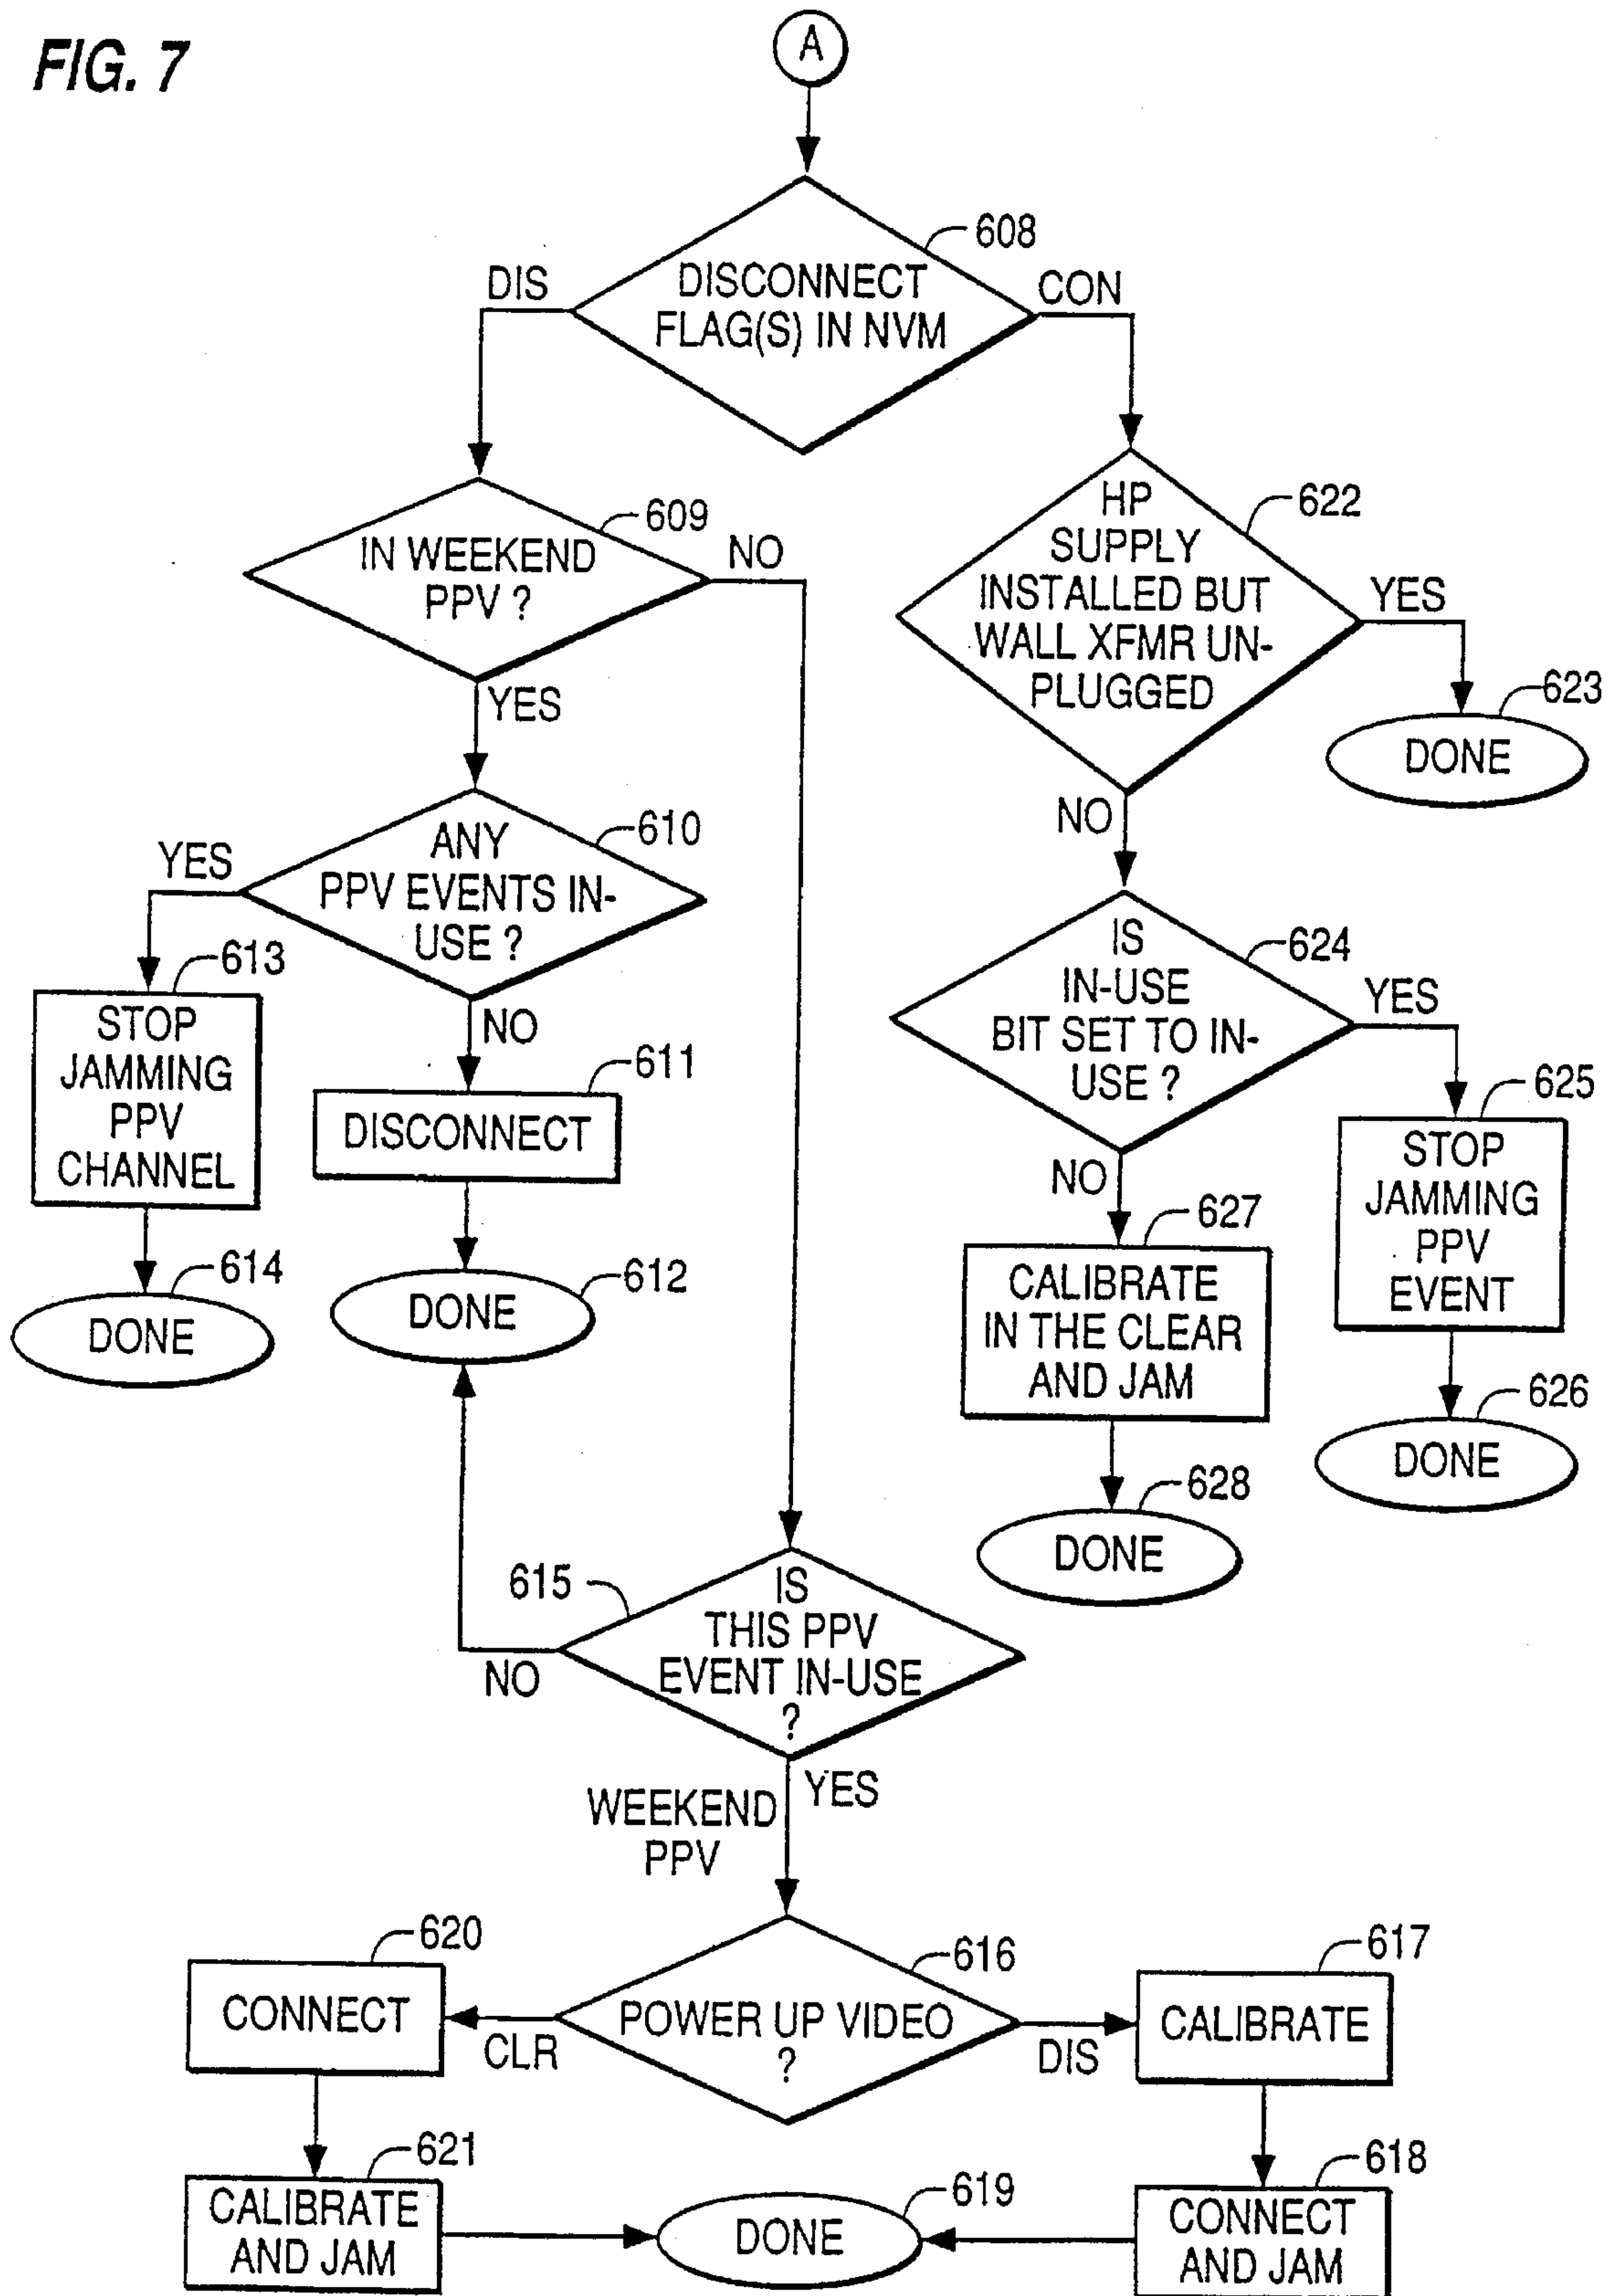 FIG. 7
A
608
DISCONNECT
FLAG(S) IN NVM
DIS
CON
609
IN WEEKEND
PPV ?
NO
YES
622
HP
SUPPLY
INSTALLED BUT
WALL XFMR UN-
PLUGGED
YES
623
DONE
NO
610
ANY
PPV EVENTS IN-
USE ?
YES
613
STOP
JAMMING
PPV
CHANNEL
614
DONE
NO
611
DISCONNECT
612
DONE
624
IS
IN-USE
BIT SET TO IN-
USE ?
YES
625
STOP
JAMMING
PPV
EVENT
626
DONE
NO
627
CALIBRATE
IN THE CLEAR
AND JAM
628
DONE
615
IS
THIS PPV
EVENT IN-USE
?
NO
YES
WEEKEND
PPV
616
POWER UP VIDEO
?
CLR
DIS
620
CONNECT
617
CALIBRATE
621
CALIBRATE
AND JAM
619
DONE
618
CONNECT
AND JAM